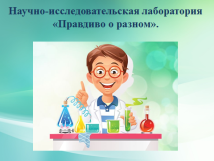 Научно-исследовательская лаборатория
«Правдиво о разном».